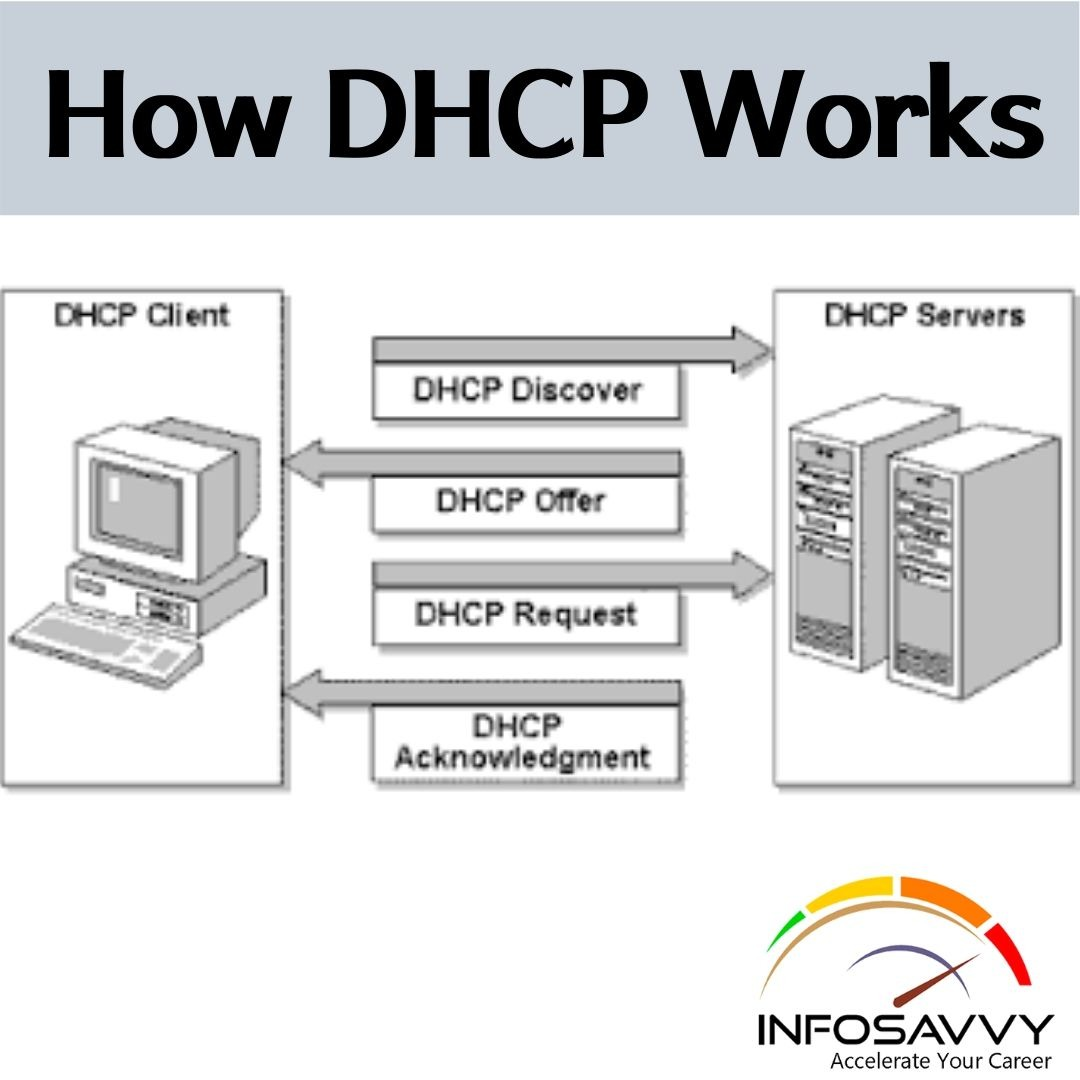 How DHCP Works
DHCP Client
DHCP Servers
DHCP Discover
DHCP Offer
DHCP Request
DHCP
Acknowledgment
INFOSAVVY
Accelerate Your Career